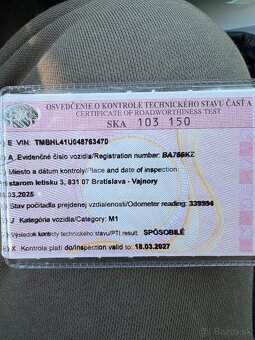 OSVEDČENIE O KONTROLE TECHNICKÉHO STAVU ČASŤ A
CERTIFICATE OF ROADWORTHINESS TEST
SKA 103 150
E VIN: TMBHL41U048763470
A Evidenčné číslo vozidla/Registration number: BA766KZ
Miesto a dátum kontroly/Place and date of inspection:
starom letisku 3, 831 07 Bratislava - Vajnory
.03.2025
Stav počítadla prejdenej vzdialenosti/Odometer reading: 339594
J Kategória vozidla/Category: M1
Výsledok kontroly technického stavu/PTI result: SPÔSOBILÉ
X Kontrola platí do/Inspection valid to: 18.03.2027
bazos.sk